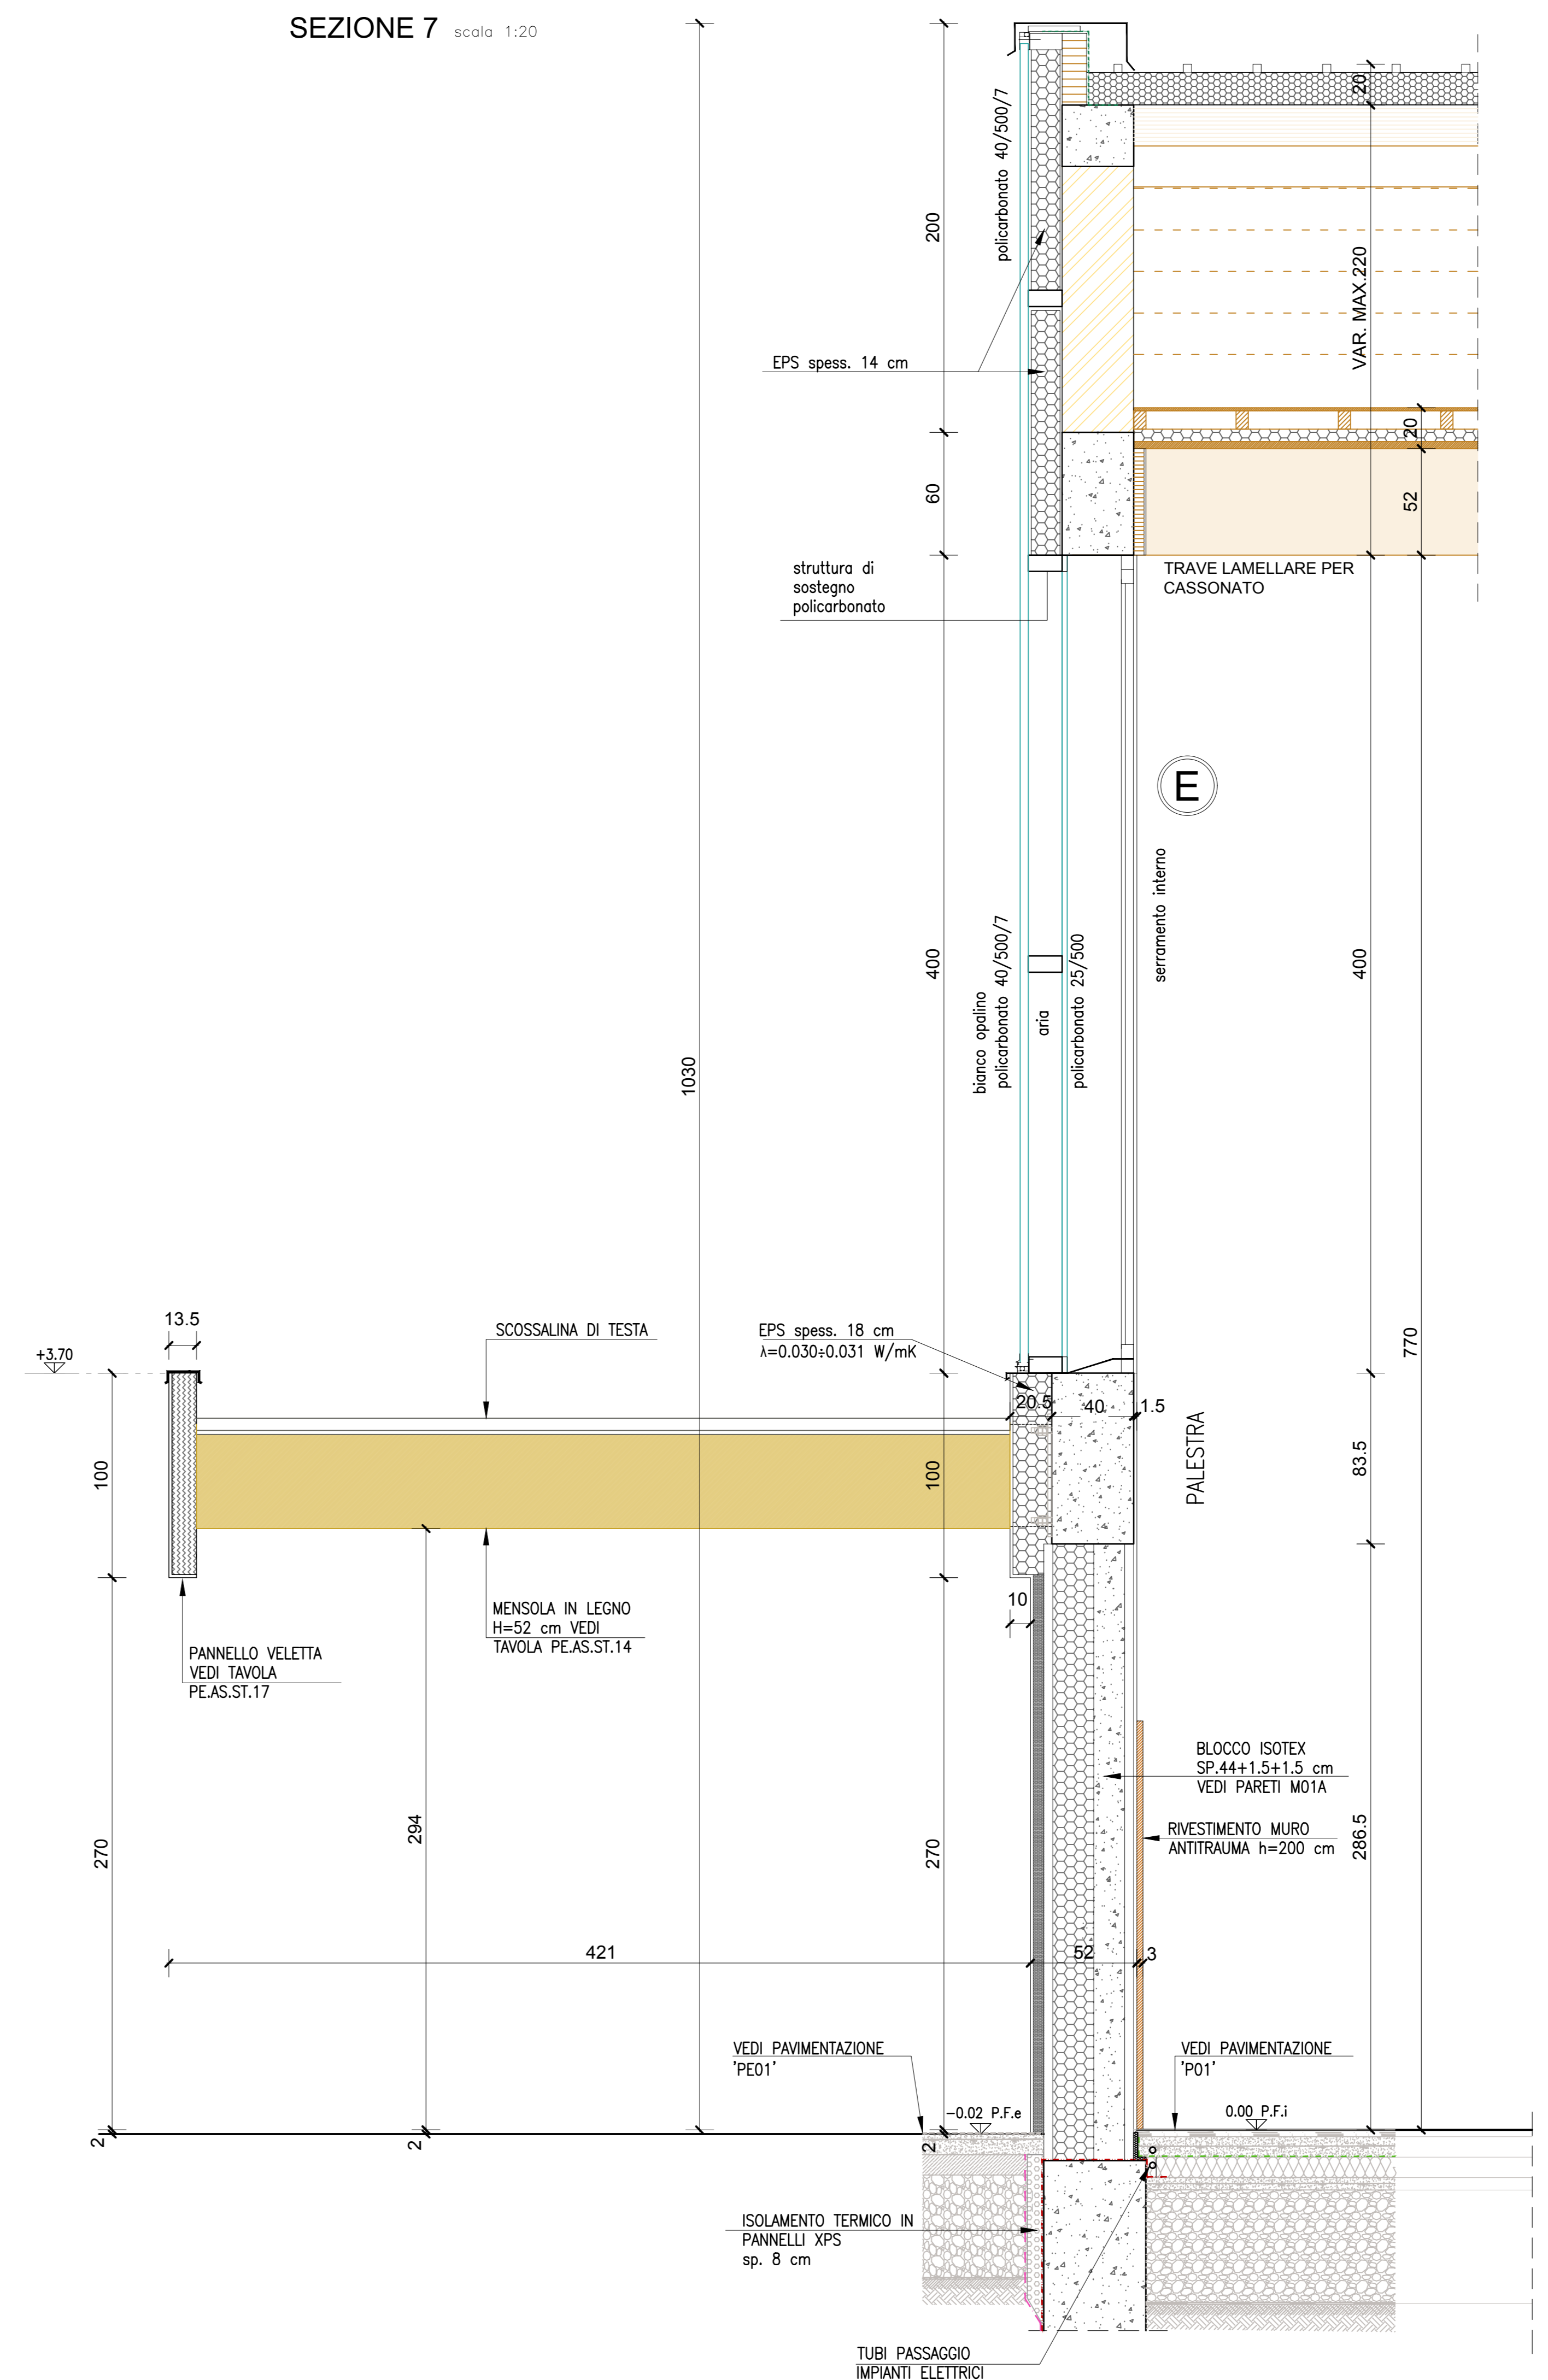 SEZIONE 7 scala 1:20
200
policarbonato 40/500/7
20
VAR. MAX.220
EPS spess. 14 cm
20
60
52
struttura di
sostegno
policarbonato
TRAVE LAMELLARE PER
CASSONATO
E
serramento interno
400
bianco opalino
policarbonato 40/500/7
aria
policarbonato 25/500
400
1030
13.5
+3.70
SCOSSALINA DI TESTA
EPS spess. 18 cm
λ=0.030÷0.031 W/mK
770
20.5
40
1.5
PALESTRA
100
100
83.5
10
MENSOLA IN LEGNO
H=52 cm VEDI
TAVOLA PE.AS.ST.14
PANNELLO VELETTA
VEDI TAVOLA
PE.AS.ST.17
BLOCCO ISOTEX
SP.44+1.5+1.5 cm
VEDI PARETI M01A
RIVESTIMENTO MURO
ANTITRAUMA h=200 cm
270
294
270
286.5
421
52
3
VEDI PAVIMENTAZIONE
'PE01'
VEDI PAVIMENTAZIONE
'P01'
-0.02 P.F.e
0.00 P.F.i
2
2
2
ISOLAMENTO TERMICO IN
PANNELLI XPS
sp. 8 cm
TUBI PASSAGGIO
IMPIANTI ELETTRICI